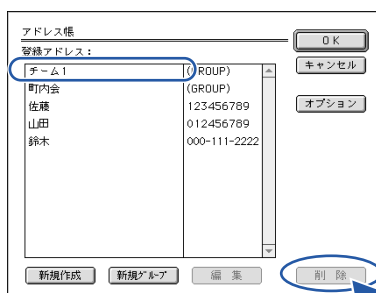 アドレス帳
登録アドレス：
チーム1 (GROUP)
町内会 (GROUP)
佐藤 123456789
山田 012456789
鈴木 000-111-2222
OK
キャンセル
オプション
新規作成 新規ｸﾞﾙｰﾌﾟ 編 集 削 除